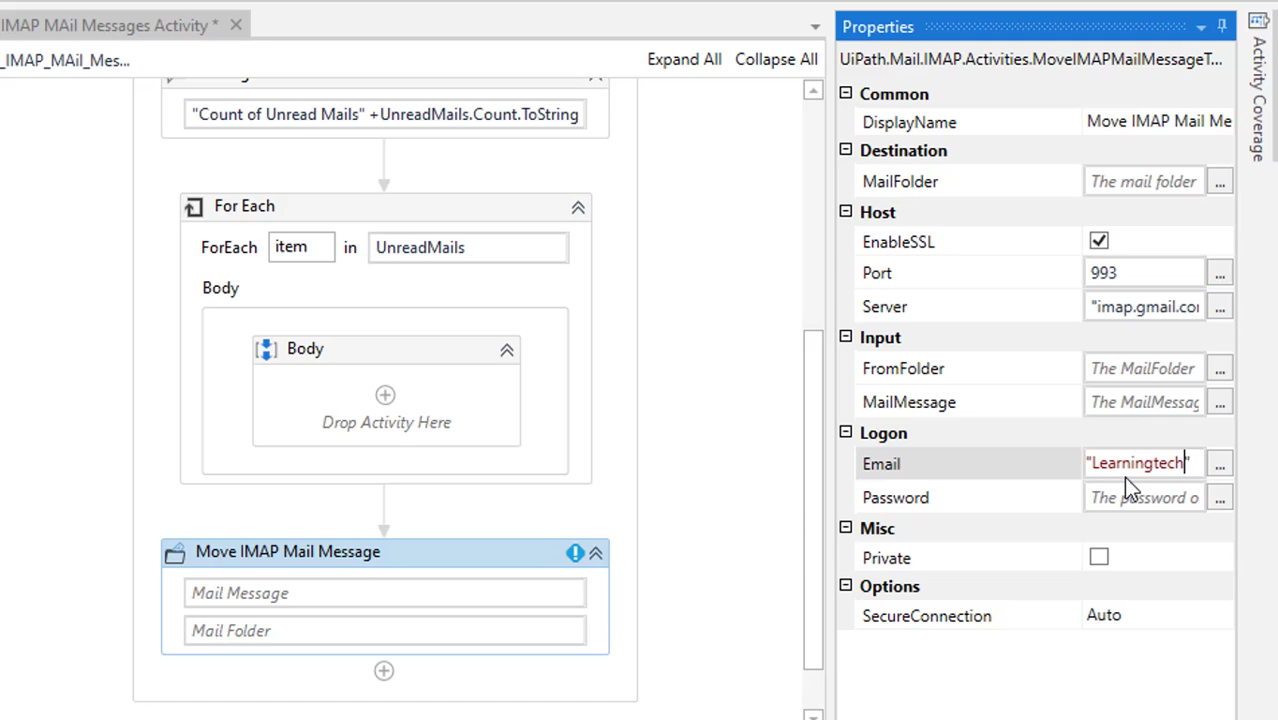 IMAP MAil Messages Activity *
_IMAP_MAil_Mes...
Expand All
Collapse All
"Count of Unread Mails" +UnreadMails.Count.ToString
For Each
ForEach item in UnreadMails
Body
Body
Drop Activity Here
Move IMAP Mail Message
Mail Message
Mail Folder
Properties
UiPath.Mail.IMAP.Activities.MoveIMAPMailMessageT...
Common
DisplayName Move IMAP Mail Me
Destination
MailFolder The mail folder ...
Host
EnableSSL
Port 993 ...
Server "imap.gmail.co ...
Input
FromFolder The MailFolder ...
MailMessage The MailMessag ...
Logon
Email "Learningtech" ...
Password The password o ...
Misc
Private
Options
SecureConnection Auto
Activity Coverage